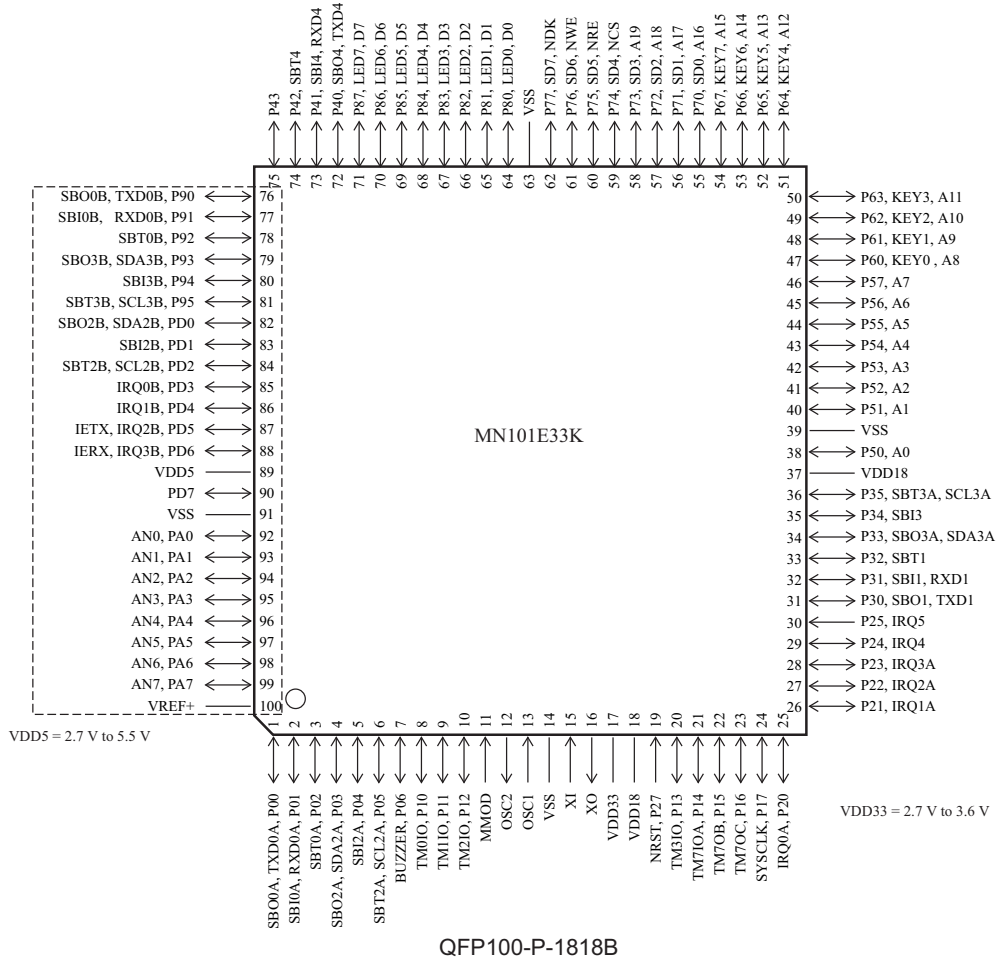 P43
P42, SBT4
P41, SBI4, RXD4
P40, SBO4, TXD4
P87, LED7, D7
P86, LED6, D6
P85, LED5, D5
P84, LED4, D4
P83, LED3, D3
P82, LED2, D2
P81, LED1, D1
P80, LED0, D0
VSS
P77, SD7, NDK
P76, SD6, NWE
P75, SD5, NRE
P74, SD4, NCS
P73, SD3, A19
P72, SD2, A18
P71, SD1, A17
P70, SD0, A16
P67, KEY7, A15
P66, KEY6, A14
P65, KEY5, A13
P64, KEY4, A12
75 74 73 72 71 70 69 68 67 66 65 64 63 62 61 60 59 58 57 56 55 54 53 52 51
SBO0B, TXD0B, P90 76
SBI0B, RXD0B, P91 77
SBT0B, P92 78
SBO3B, SDA3B, P93 79
SBI3B, P94 80
SBT3B, SCL3B, P95 81
SBO2B, SDA2B, PD0 82
SBI2B, PD1 83
SBT2B, SCL2B, PD2 84
IRQ0B, PD3 85
IRQ1B, PD4 86
IETX, IRQ2B, PD5 87
IERX, IRQ3B, PD6 88
VDD5 89
PD7 90
VSS 91
AN0, PA0 92
AN1, PA1 93
AN2, PA2 94
AN3, PA3 95
AN4, PA4 96
AN5, PA5 97
AN6, PA6 98
AN7, PA7 99
VREF+ 100
VDD5 = 2.7 V to 5.5 V
MN101E33K
50 P63, KEY3, A11
49 P62, KEY2, A10
48 P61, KEY1, A9
47 P60, KEY0 , A8
46 P57, A7
45 P56, A6
44 P55, A5
43 P54, A4
42 P53, A3
41 P52, A2
40 P51, A1
39 VSS
38 P50, A0
37 VDD18
36 P35, SBT3A, SCL3A
35 P34, SBI3
34 P33, SBO3A, SDA3A
33 P32, SBT1
32 P31, SBI1, RXD1
31 P30, SBO1, TXD1
30 P25, IRQ5
29 P24, IRQ4
28 P23, IRQ3A
27 P22, IRQ2A
26 P21, IRQ1A
1 2 3 4 5 6 7 8 9 10 11 12 13 14 15 16 17 18 19 20 21 22 23 24 25
SBO0A, TXD0A, P00
SBI0A, RXD0A, P01
SBT0A, P02
SBO2A, SDA2A, P03
SBI2A, P04
SBT2A, SCL2A, P05
BUZZER, P06
TM0IO, P10
TM1IO, P11
TM2IO, P12
MMOD
OSC2
OSC1
VSS
XI
XO
VDD33
VDD18
NRST, P27
TM3IO, P13
TM7IOA, P14
TM7OB, P15
TM7OC, P16
SYSCLK, P17
IRQ0A, P20
VDD33 = 2.7 V to 3.6 V
QFP100-P-1818B